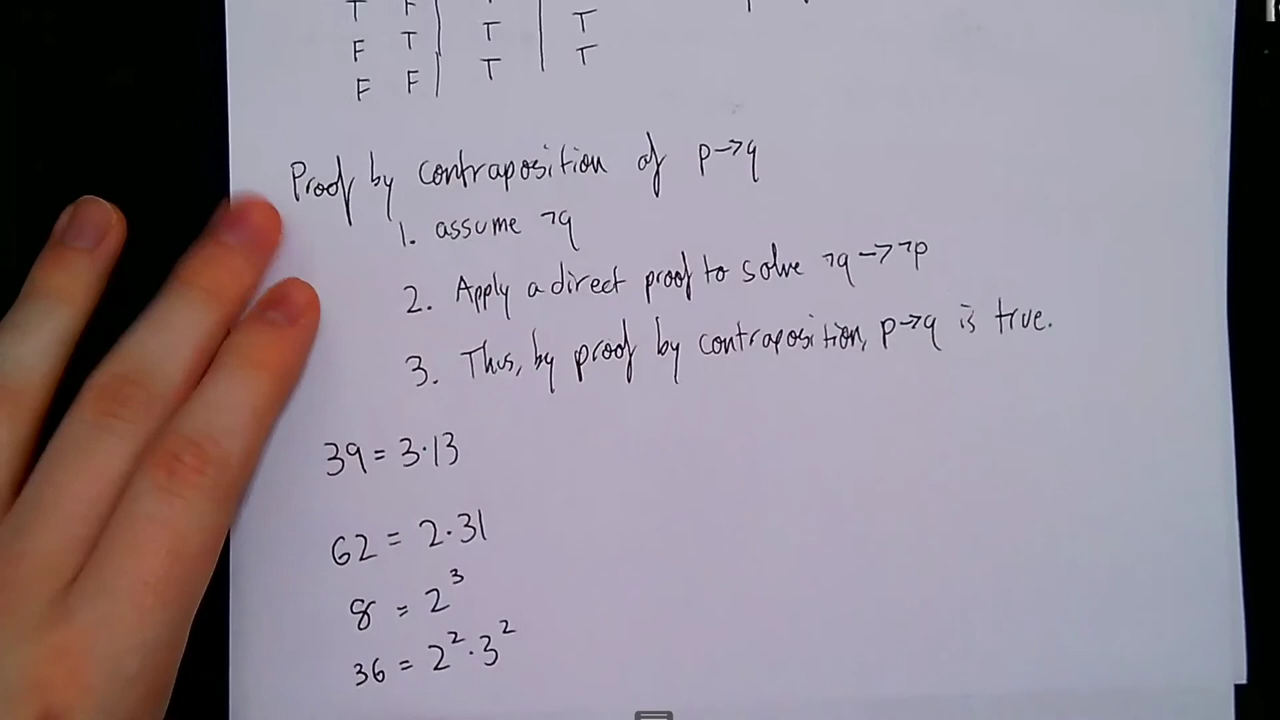 T F
F T | T | T
F F | T T
Proof by contraposition of p→q
1. assume ¬q
2. Apply a direct proof to solve ¬q→¬p
3. Thus, by proof by contraposition, p→q is true.
39 = 3·13
62 = 2·31
8 = 2³
36 = 2²·3²